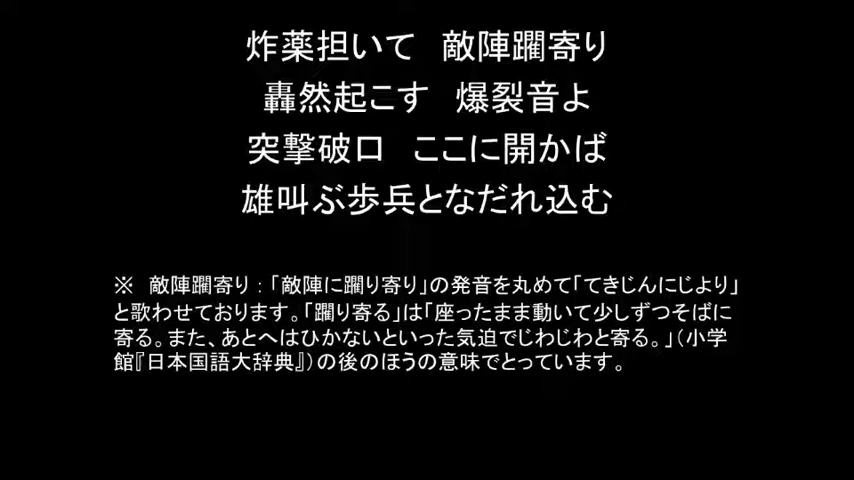 炸薬担いて　敵陣躙寄り
轟然起こす　爆裂音よ
突撃破口　ここに開かば
雄叫ぶ歩兵となだれ込む
※　敵陣躙寄り：「敵陣に躙り寄り」の発音を丸めて「てきじんにじより」
と歌わせております。「躙り寄る」は「座ったまま動いて少しずつそばに
寄る。また、あとへはひかないといった気迫でじわじわと寄る。」（小学
館『日本国語大辞典』）の後のほうの意味でとっています。